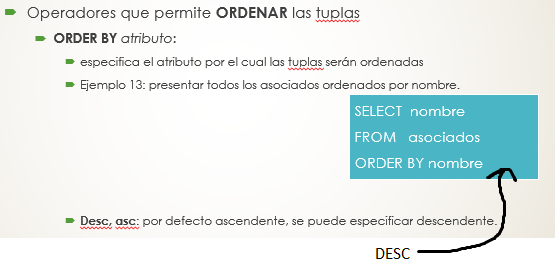 Operadores que permite ORDENAR las tuplas
ORDER BY atributo:
especifica el atributo por el cual las tuplas serán ordenadas
Ejemplo 13: presentar todos los asociados ordenados por nombre.
SELECT nombre
FROM asociados
ORDER BY nombre
Desc, asc: por defecto ascendente, se puede especificar descendente.
DESC